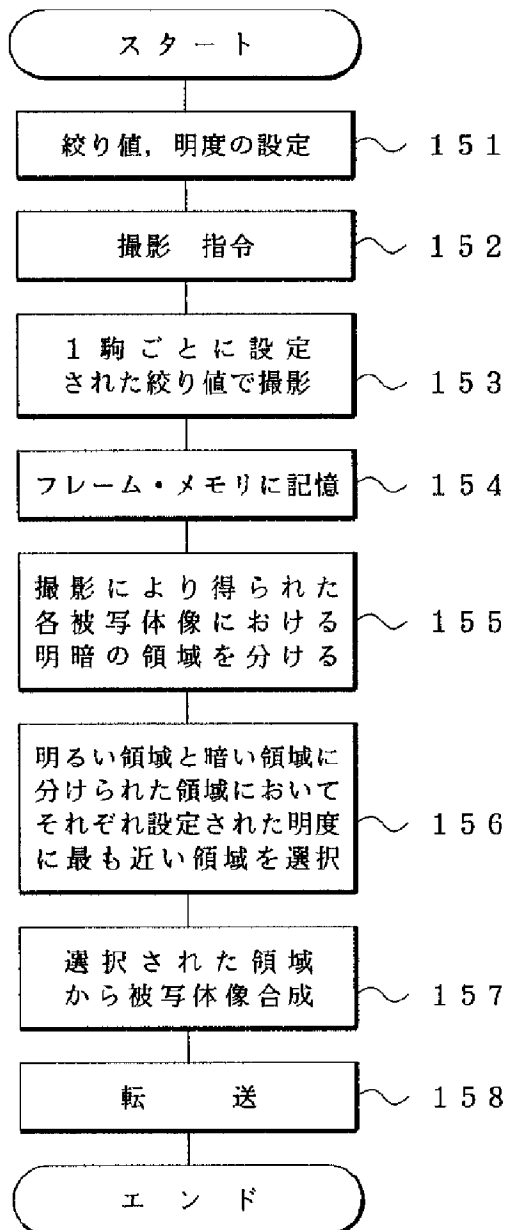 スタート
絞り値，明度の設定 151
撮影 指令 152
1駒ごとに設定
された絞り値で撮影 153
フレーム・メモリに記憶 154
撮影により得られた
各被写体像における 155
明暗の領域を分ける
明るい領域と暗い領域に
分けられた領域において
それぞれ設定された明度 156
に最も近い領域を選択
選択された領域
から被写体像合成 157
転送 158
エンド